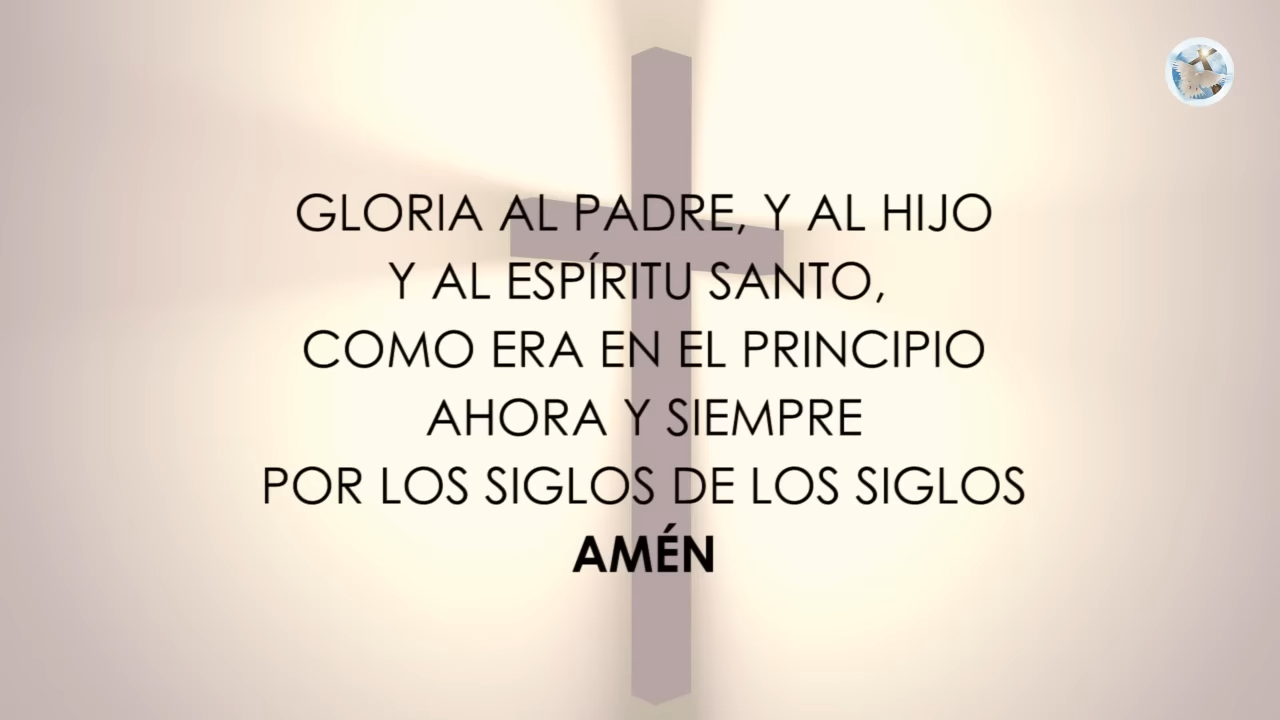 GLORIA AL PADRE, Y AL HIJO
Y AL ESPÍRITU SANTO,
COMO ERA EN EL PRINCIPIO
AHORA Y SIEMPRE
POR LOS SIGLOS DE LOS SIGLOS
AMÉN